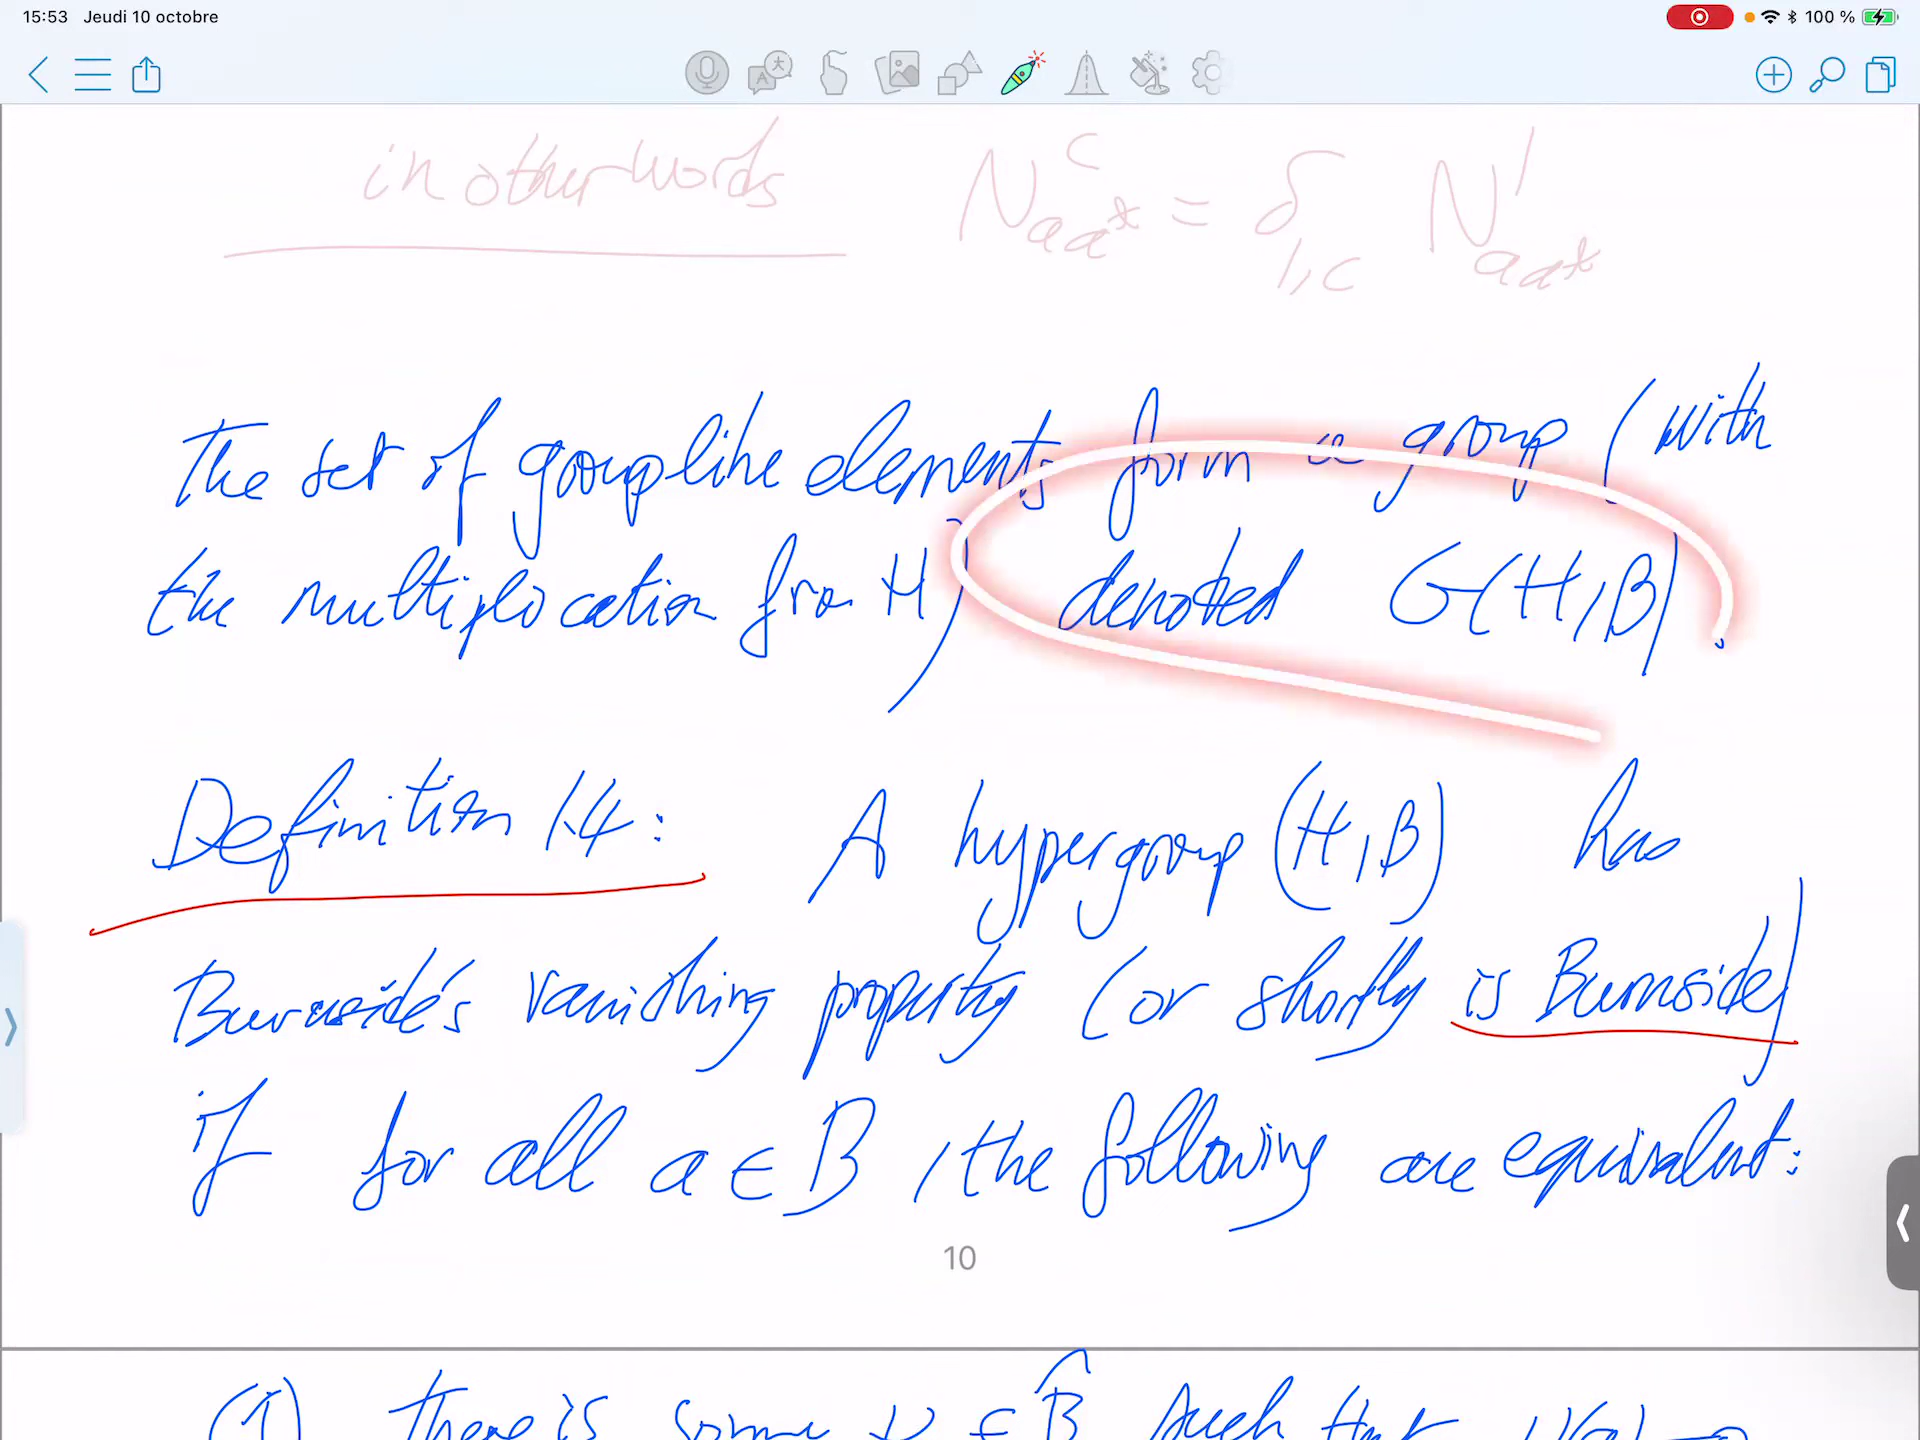 15:53 Jeudi 10 octobre 100 %
in other words N_{aa^*}^c = δ_{1,c} N_{aa^*}^1
The set of grouplike elements form a group (with
the multiplication from H) denoted G(H,B).
Definition 1.4: A hypergroup (H,B) has
Burnside's vanishing property (or shortly is Burnside)
if for all a ∈ B, the following are equivalent:
10
(1) there is some ψ ∈ B̂ such that ψ(a) = 0